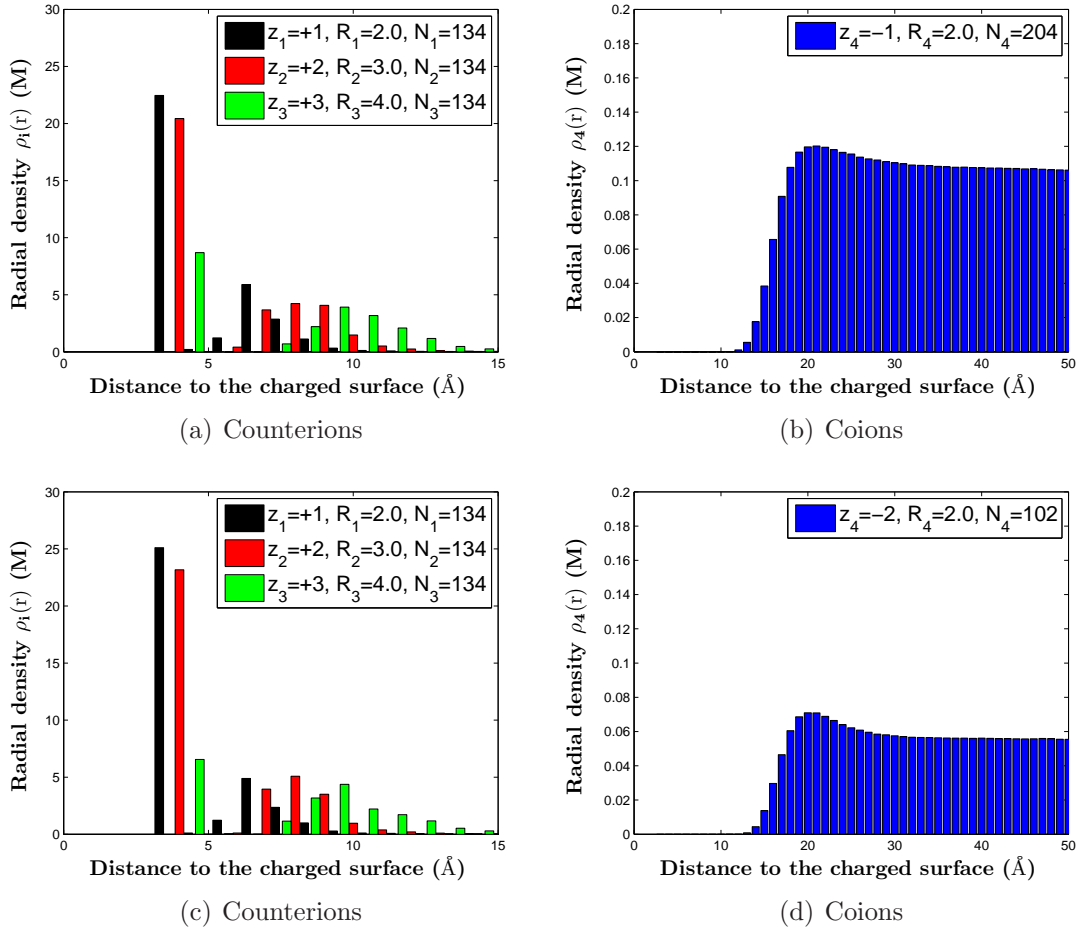 30
25
20
15
10
5
0
0
5
10
15
Radial density ρi(r) (M)
Distance to the charged surface (Å)
z1=+1, R1=2.0, N1=134
z2=+2, R2=3.0, N2=134
z3=+3, R3=4.0, N3=134
(a) Counterions
0.2
0.18
0.16
0.14
0.12
0.1
0.08
0.06
0.04
0.02
0
0
10
20
30
40
50
Radial density ρ4(r) (M)
Distance to the charged surface (Å)
z4=−1, R4=2.0, N4=204
(b) Coions
30
25
20
15
10
5
0
0
5
10
15
Radial density ρi(r) (M)
Distance to the charged surface (Å)
z1=+1, R1=2.0, N1=134
z2=+2, R2=3.0, N2=134
z3=+3, R3=4.0, N3=134
(c) Counterions
0.2
0.18
0.16
0.14
0.12
0.1
0.08
0.06
0.04
0.02
0
0
10
20
30
40
50
Radial density ρ4(r) (M)
Distance to the charged surface (Å)
z4=−2, R4=2.0, N4=102
(d) Coions